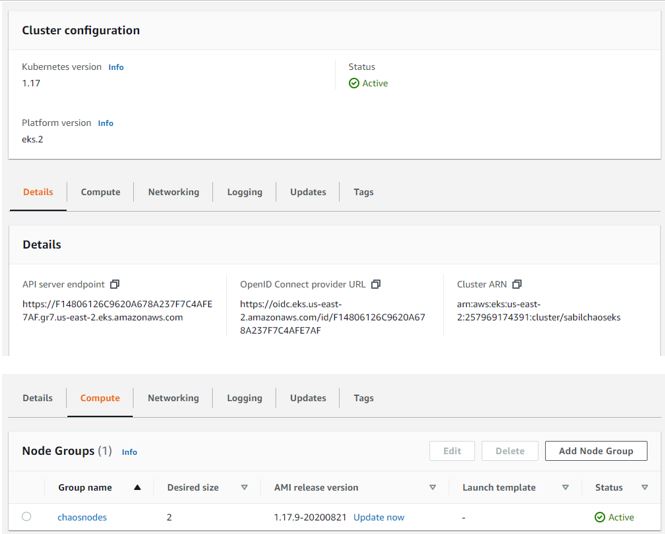 Cluster configuration
Kubernetes version Info
Status
1.17
Active
Platform version Info
eks.2
Details Compute Networking Logging Updates Tags
Details
API server endpoint
OpenID Connect provider URL
Cluster ARN
https://F14806126C9620A678A237F7C4AFE
7AF.gr7.us-east-2.eks.amazonaws.com
https://oidc.eks.us-east-
2.amazonaws.com/id/F14806126C9620A67
8A237F7C4AFE7AF
arn:aws:eks:us-east-
2:257969174391:cluster/sabilchaoseks
Details Compute Networking Logging Updates Tags
Node Groups (1) Info
Edit Delete Add Node Group
Group name Desired size AMI release version Launch template Status
chaosnodes 2 1.17.9-20200821 Update now - Active